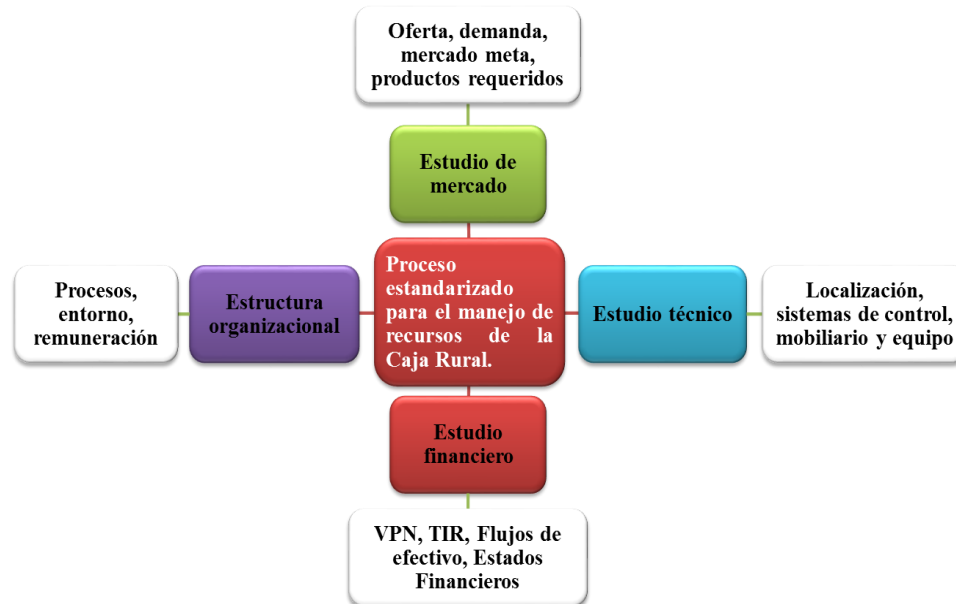 Oferta, demanda,
mercado meta,
productos requeridos
Estudio de
mercado
Procesos,
entorno,
remuneración
Estructura
organizacional
Proceso
estandarizado
para el manejo de
recursos de la
Caja Rural.
Estudio técnico
Localización,
sistemas de control,
mobiliario y equipo
Estudio
financiero
VPN, TIR, Flujos de
efectivo, Estados
Financieros